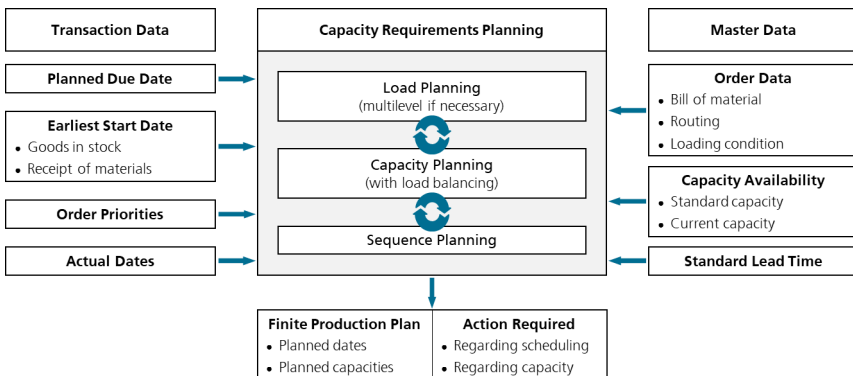 Transaction Data
Planned Due Date
Earliest Start Date
• Goods in stock
• Receipt of materials
Order Priorities
Actual Dates
Capacity Requirements Planning
Load Planning
(multilevel if necessary)
Capacity Planning
(with load balancing)
Sequence Planning
Master Data
Order Data
• Bill of material
• Routing
• Loading condition
Capacity Availability
• Standard capacity
• Current capacity
Standard Lead Time
Finite Production Plan
• Planned dates
• Planned capacities
Action Required
• Regarding scheduling
• Regarding capacity